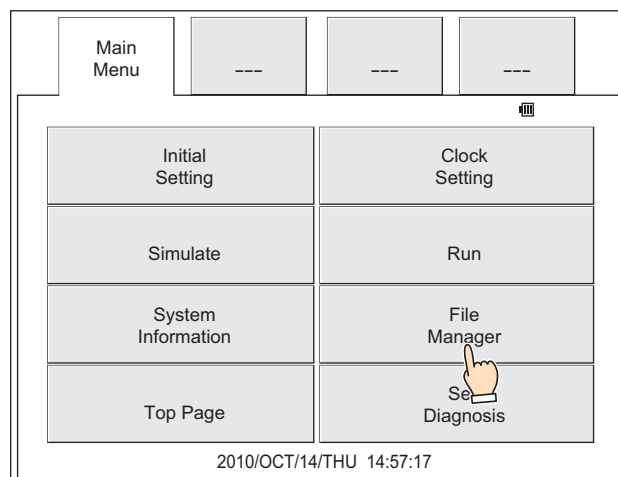 Main
Menu
---
---
---
Initial
Setting
Clock
Setting
Simulate
Run
System
Information
File
Manager
Top Page
Se
Diagnosis
2010/OCT/14/THU 14:57:17